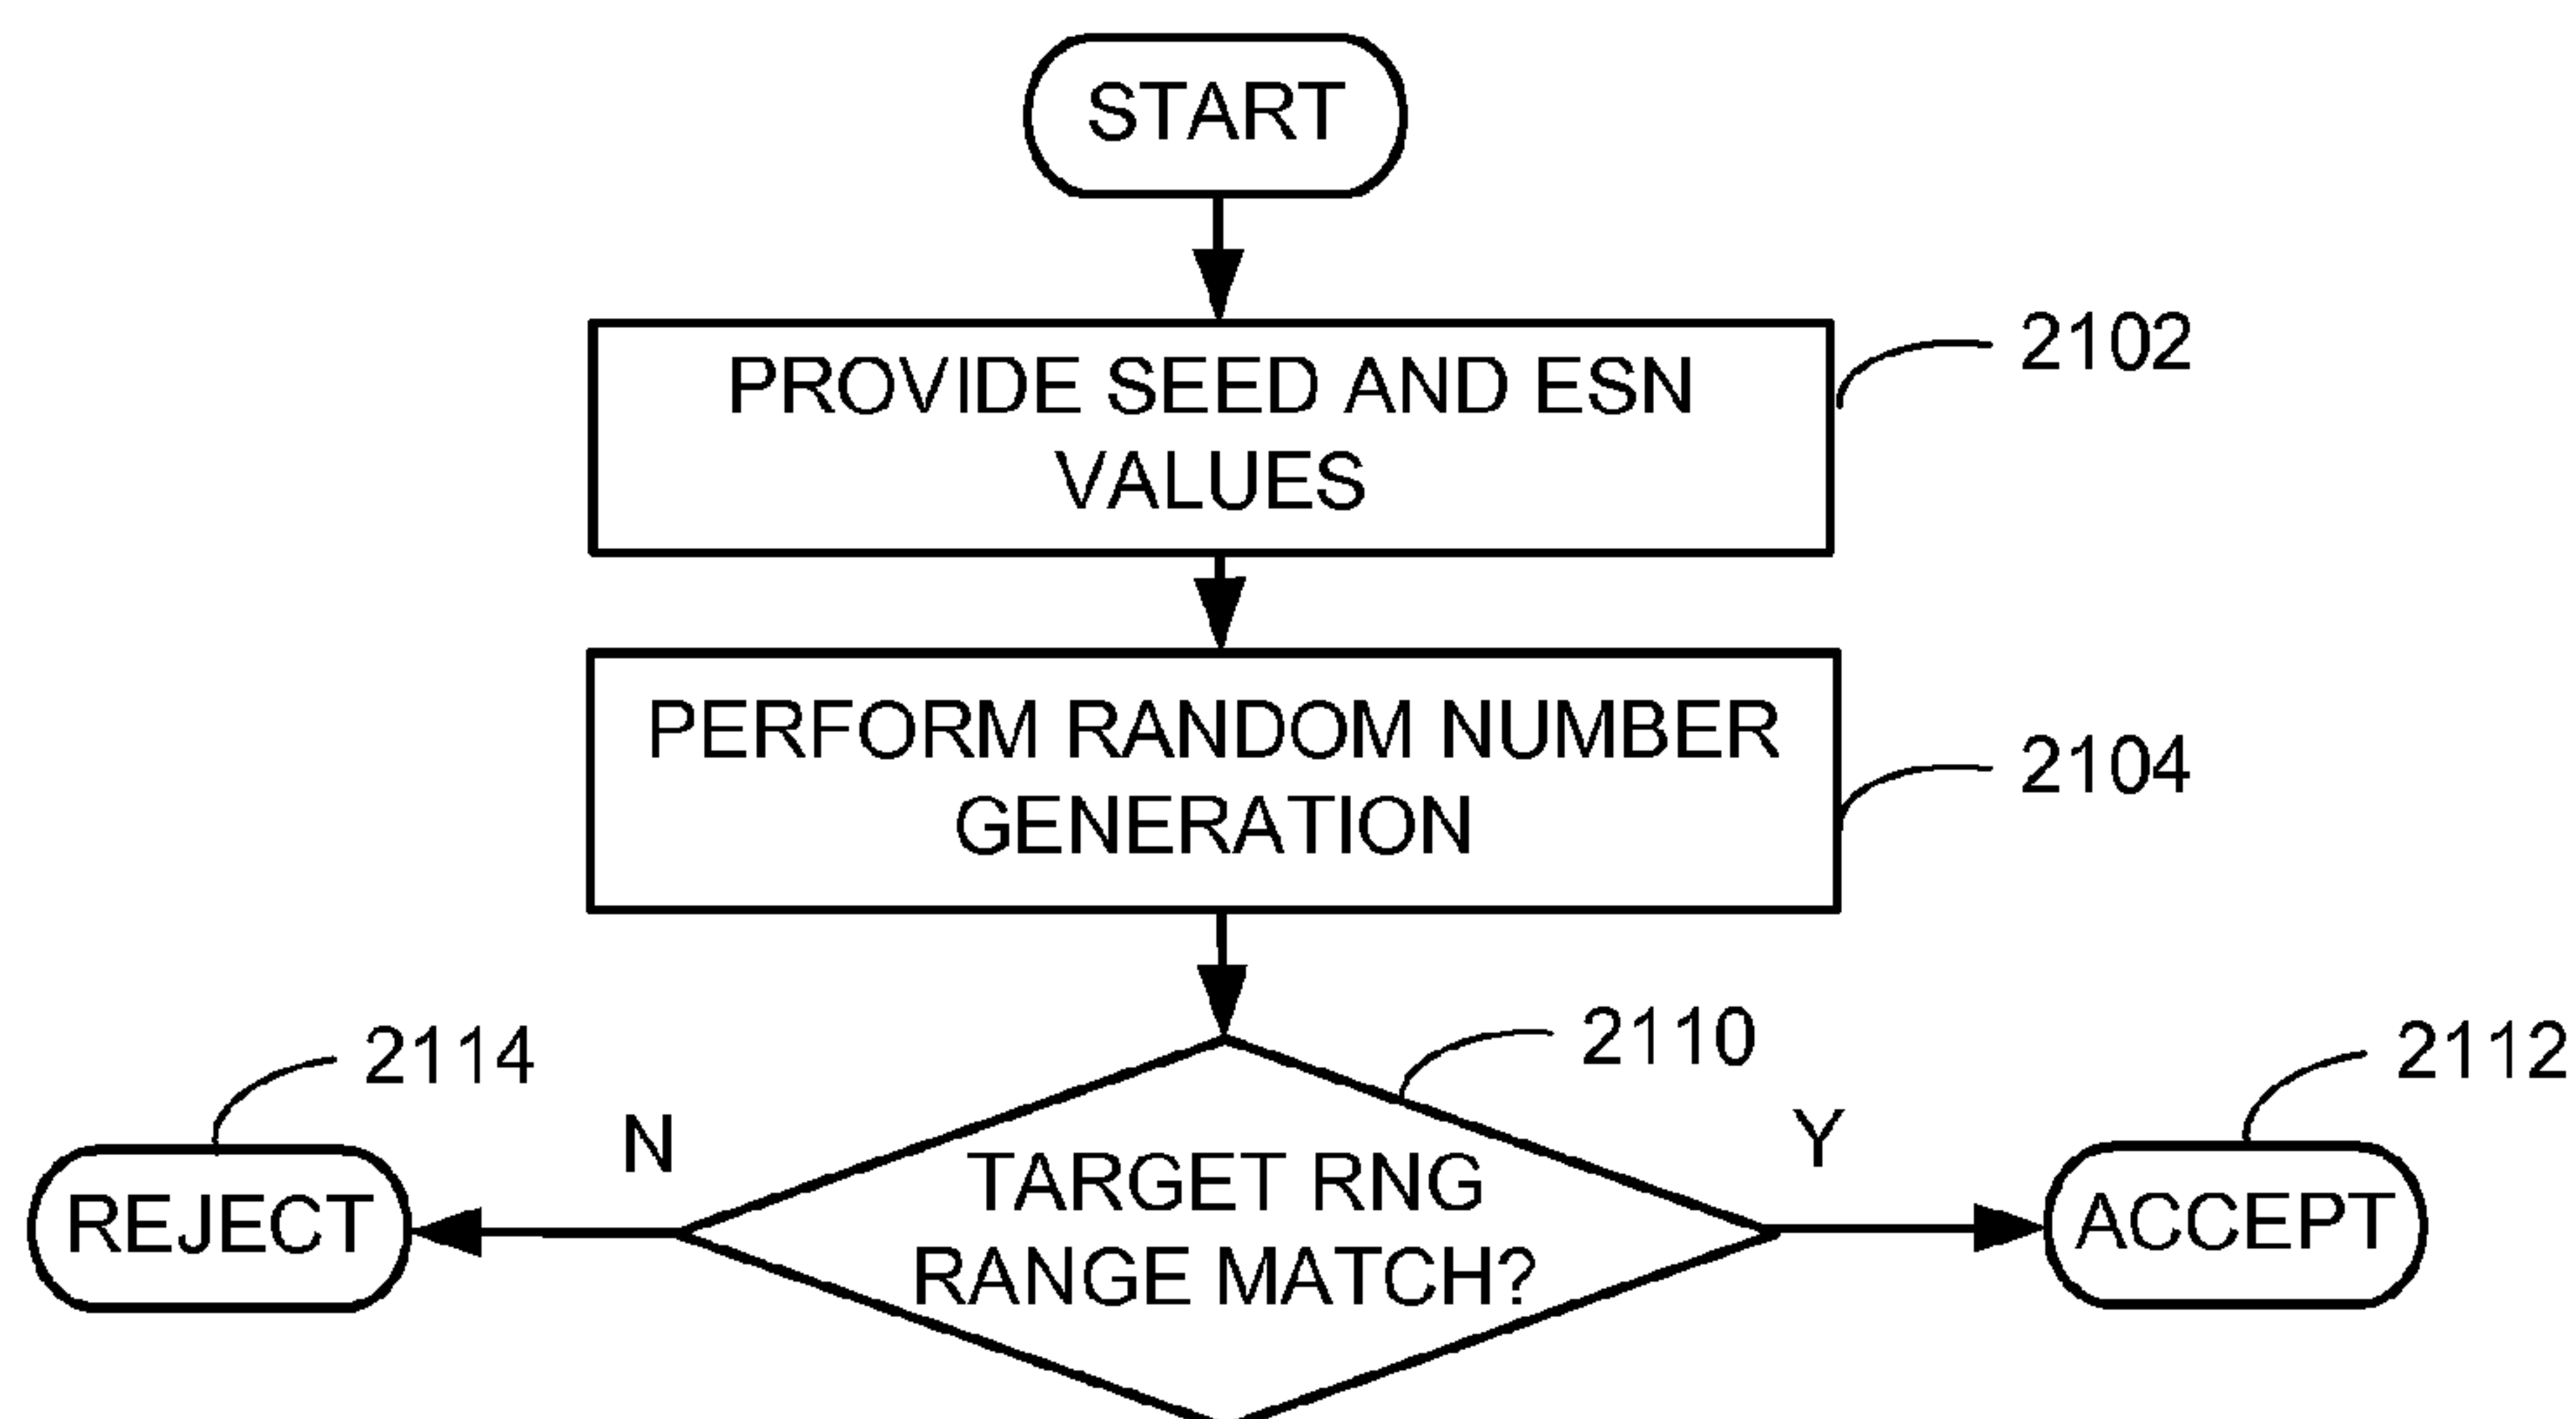 START
PROVIDE SEED AND ESN
VALUES
2102
PERFORM RANDOM NUMBER
GENERATION
2104
2114
2110
2112
N
Y
REJECT
TARGET RNG
RANGE MATCH?
ACCEPT